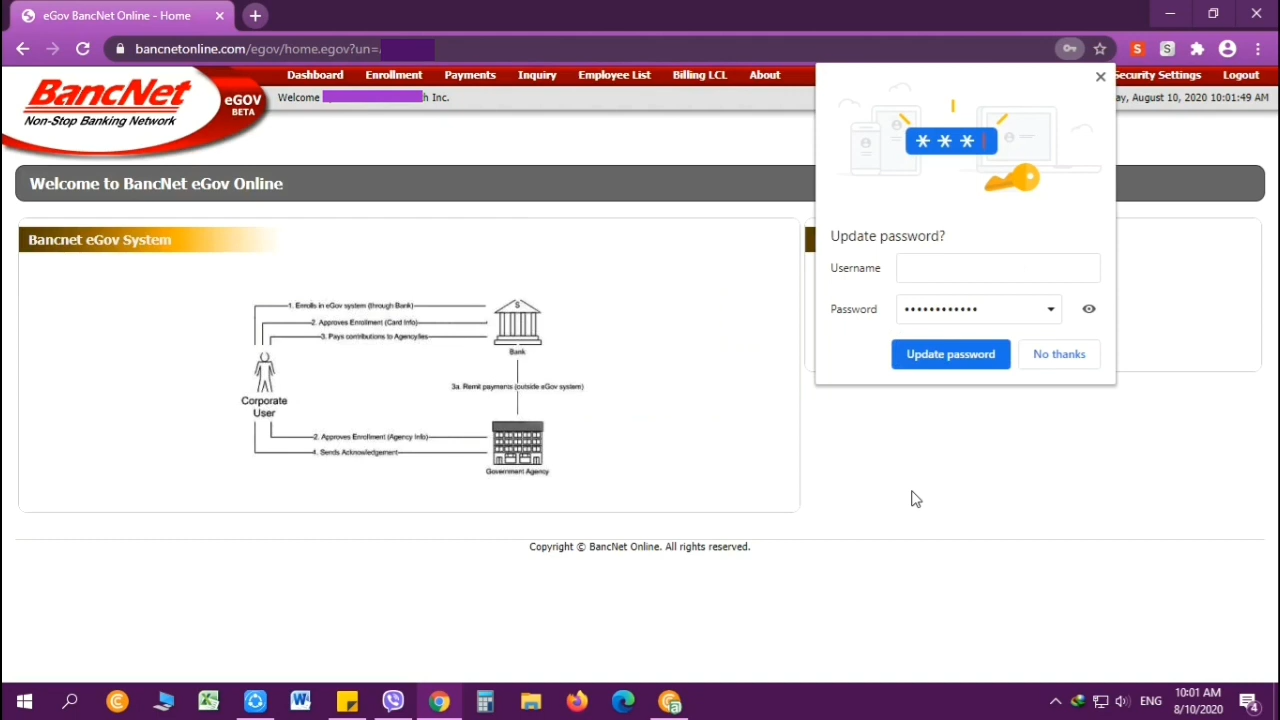 eGov BancNet Online - Home
bancnetonline.com/egov/home.egov?un=
BancNet
Non-Stop Banking Network
eGOV
BETA
Dashboard Enrollment Payments Inquiry Employee List Billing LCL About Security Settings Logout
Welcome h Inc. ay, August 10, 2020 10:01:49 AM
Welcome to BancNet eGov Online
Bancnet eGov System
1. Enrolls in eGov system (through Bank)
2. Approves Enrollment (Card Info)
3. Pays contributions to Agency/ies
Bank
Corporate
User
3a. Remit payments (outside eGov system)
2. Approves Enrollment (Agency Info)
4. Sends Acknowledgement
Government Agency
Update password?
Username
Password ••••••••••••
Update password No thanks
Copyright © BancNet Online. All rights reserved.
ENG
10:01 AM
8/10/2020
4